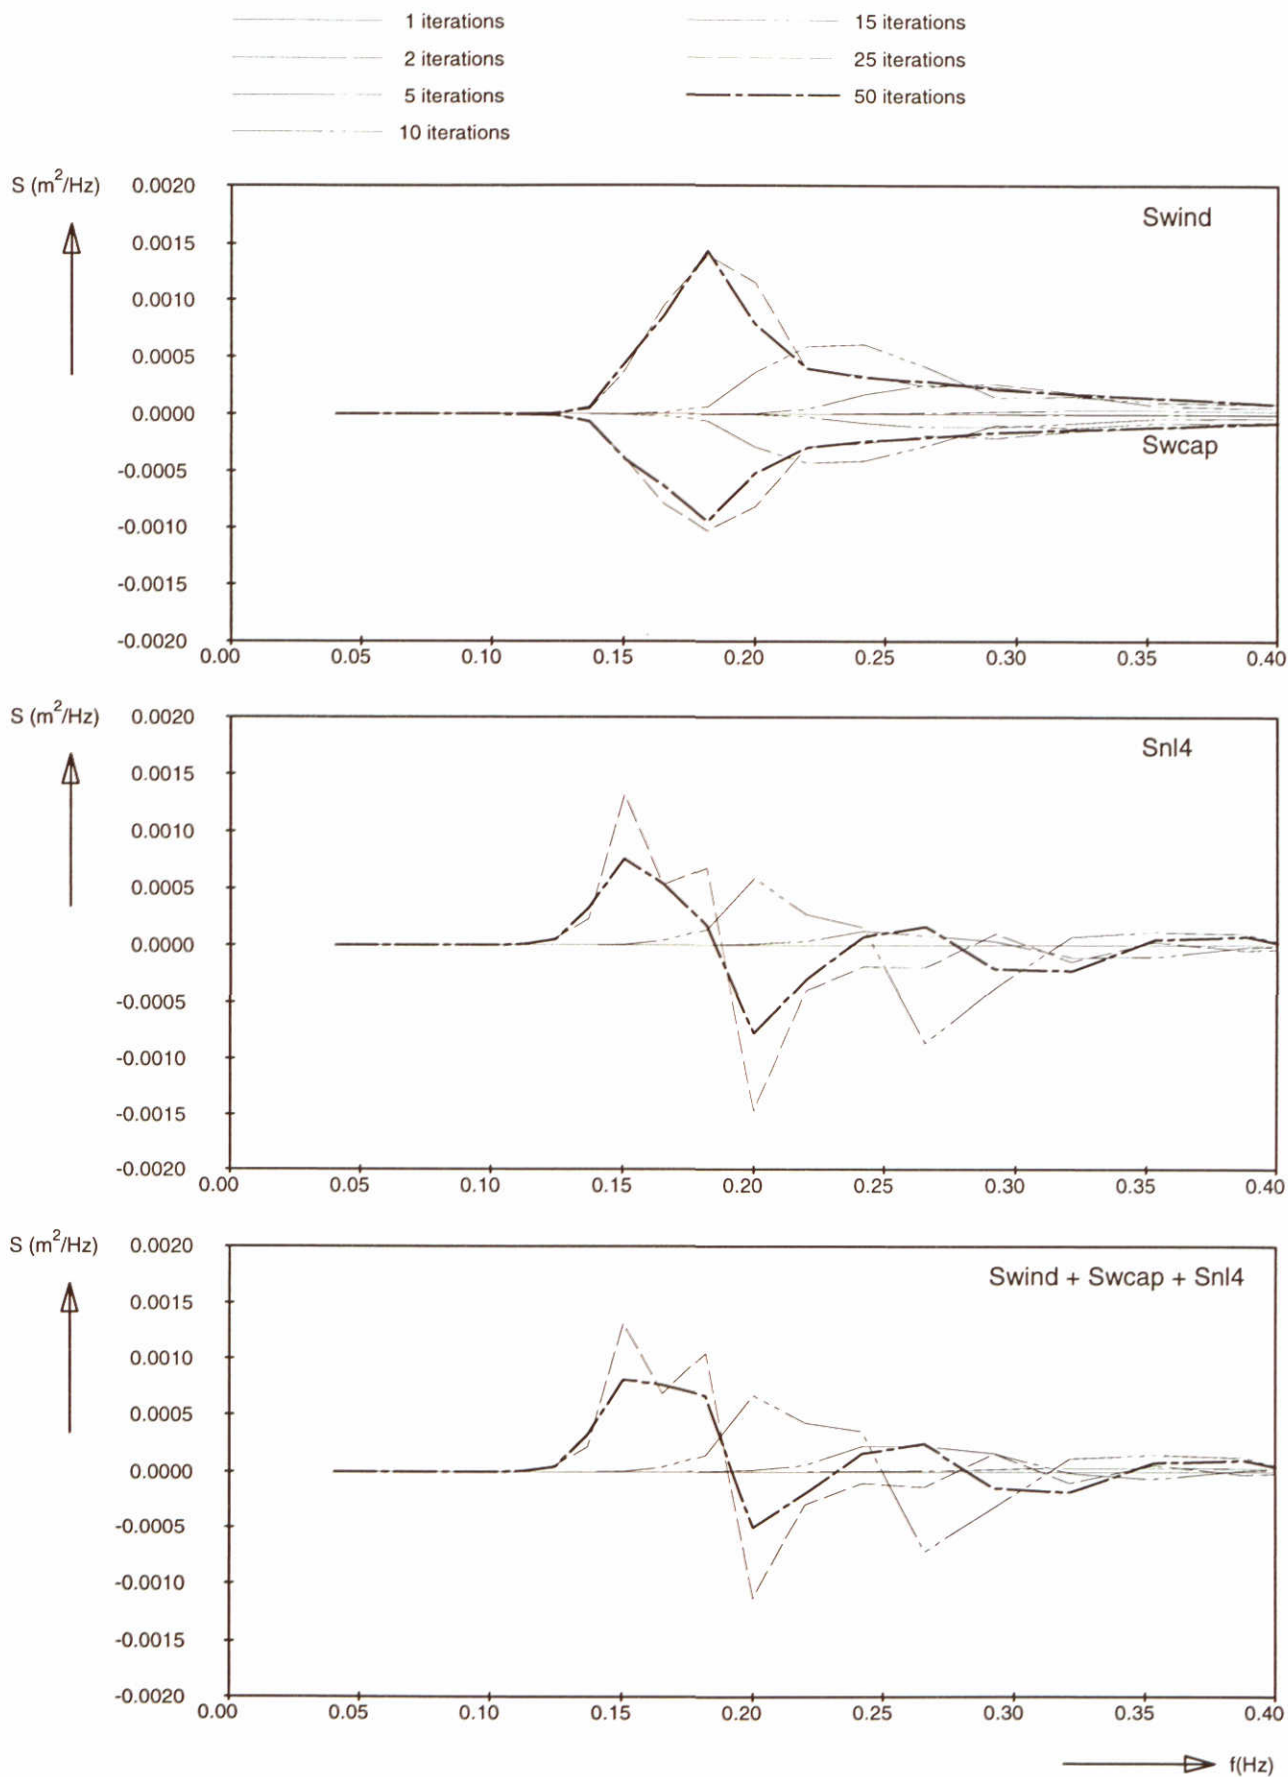 1 iterations 15 iterations
2 iterations 25 iterations
5 iterations 50 iterations
10 iterations
S (m²/Hz) 0.0020
Swind
0.0015
0.0010
0.0005
0.0000
Swcap
-0.0005
-0.0010
-0.0015
-0.0020
0.00 0.05 0.10 0.15 0.20 0.25 0.30 0.35 0.40
S (m²/Hz) 0.0020
Snl4
0.0015
0.0010
0.0005
0.0000
-0.0005
-0.0010
-0.0015
-0.0020
0.00 0.05 0.10 0.15 0.20 0.25 0.30 0.35 0.40
S (m²/Hz) 0.0020
Swind + Swcap + Snl4
0.0015
0.0010
0.0005
0.0000
-0.0005
-0.0010
-0.0015
-0.0020
0.00 0.05 0.10 0.15 0.20 0.25 0.30 0.35 0.40
f(Hz)